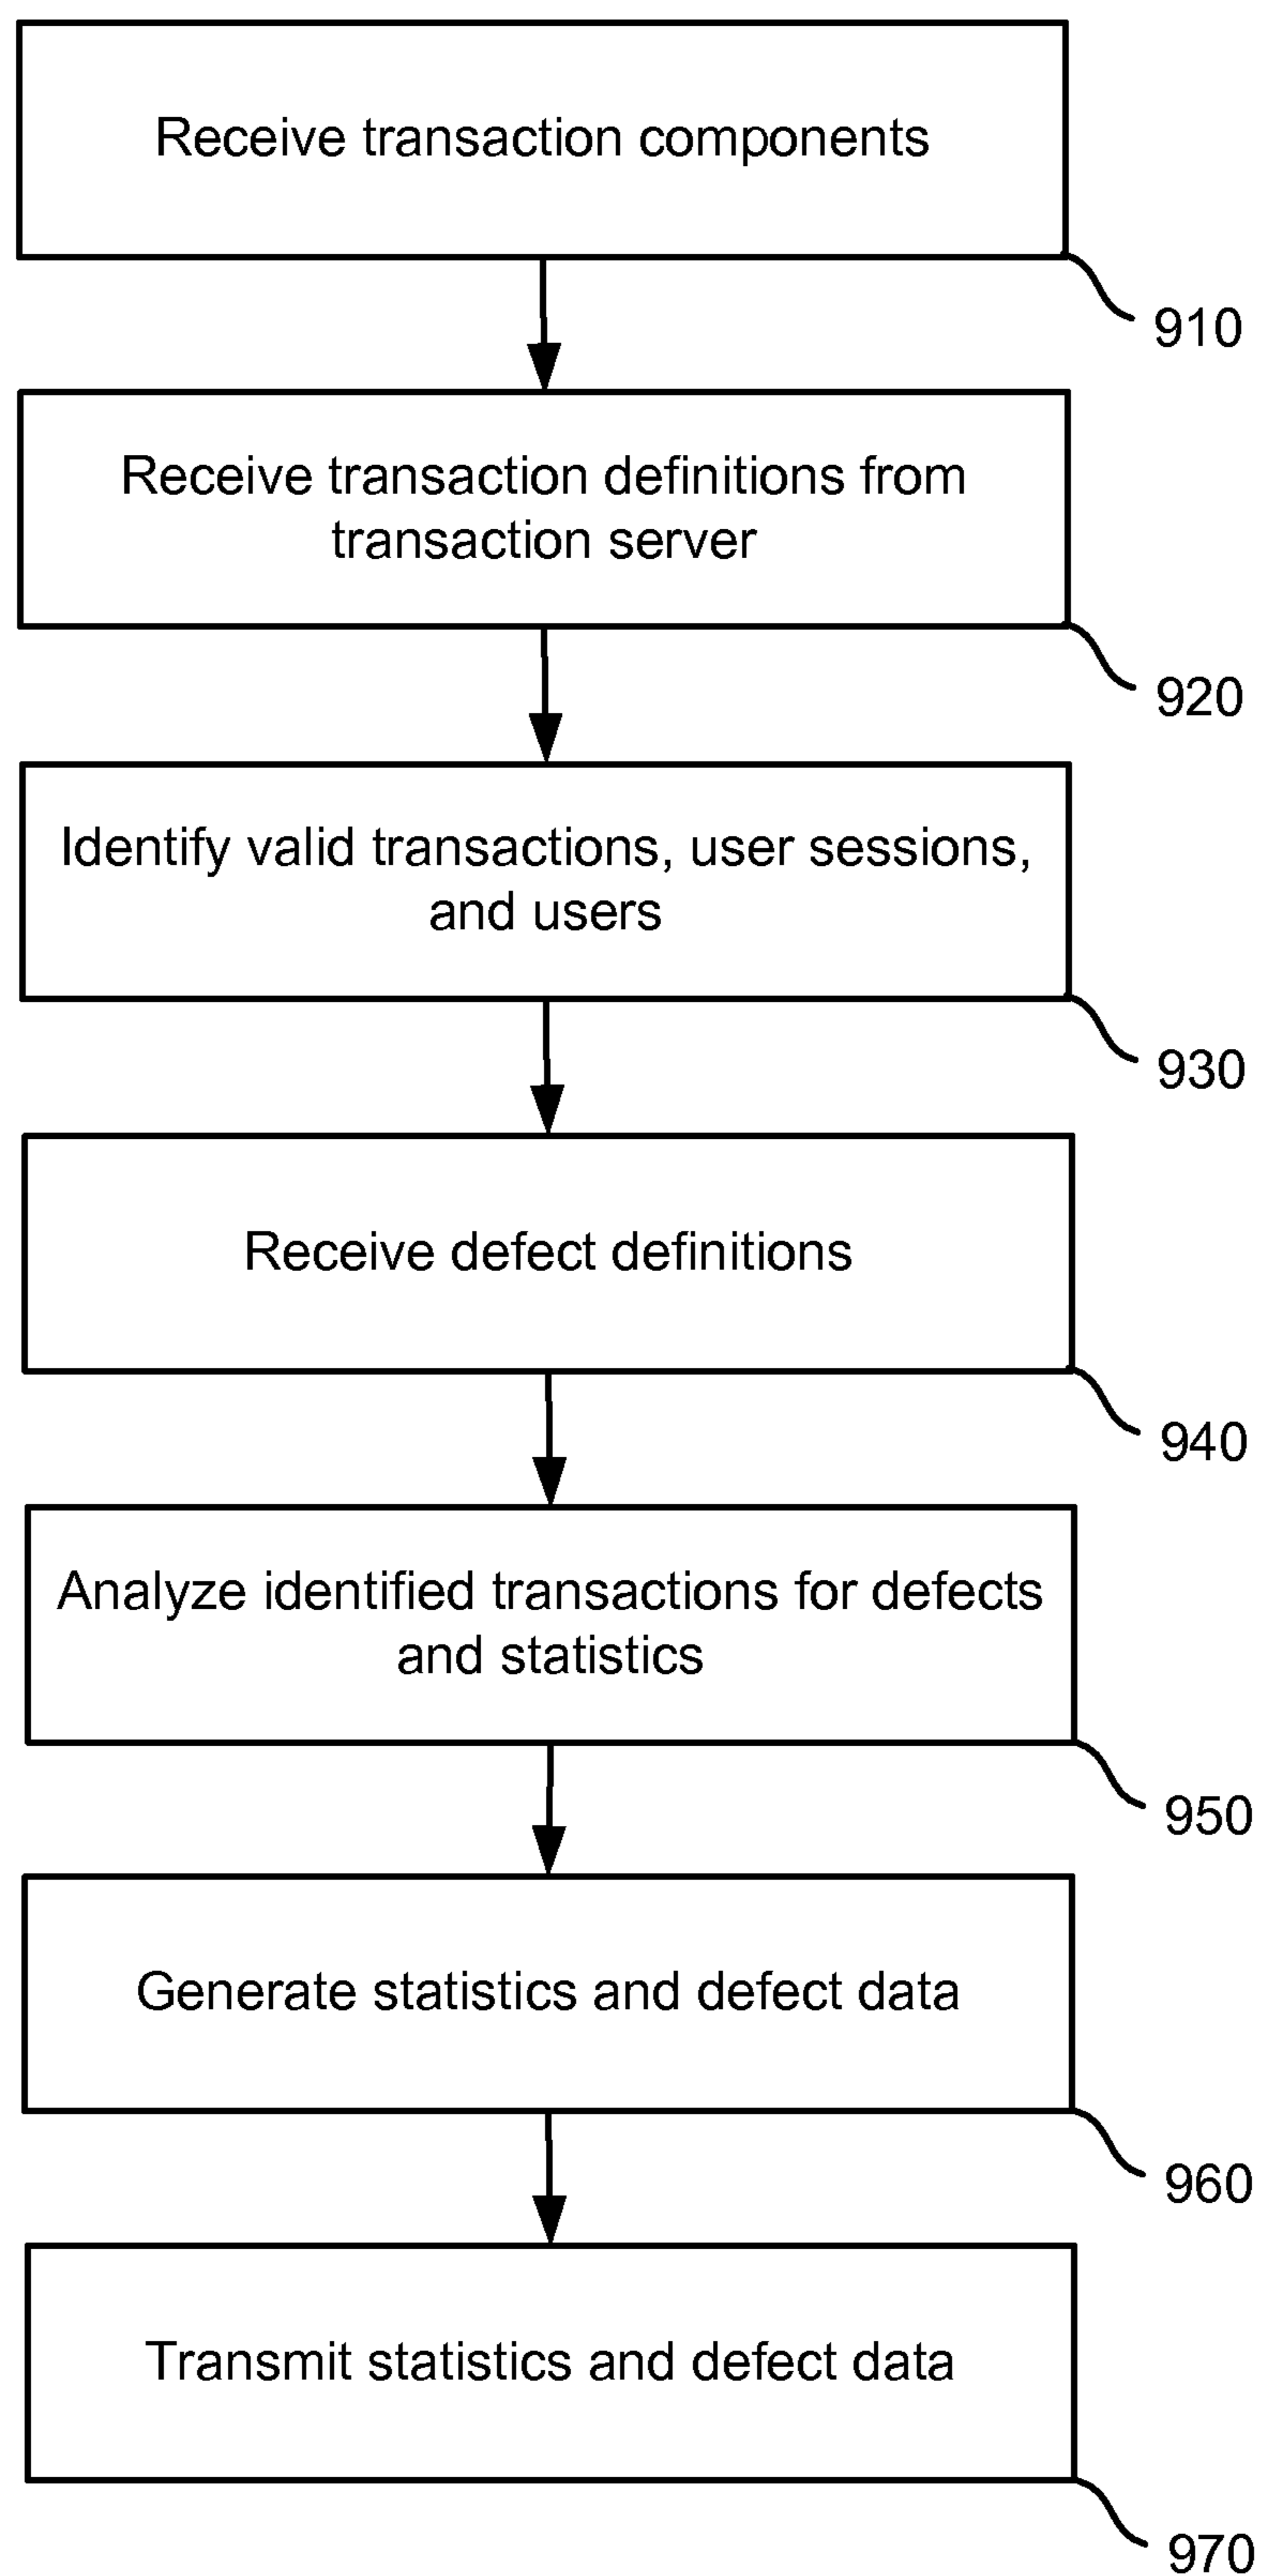 Receive transaction components
910
Receive transaction definitions from
transaction server
920
Identify valid transactions, user sessions,
and users
930
Receive defect definitions
940
Analyze identified transactions for defects
and statistics
950
Generate statistics and defect data
960
Transmit statistics and defect data
970